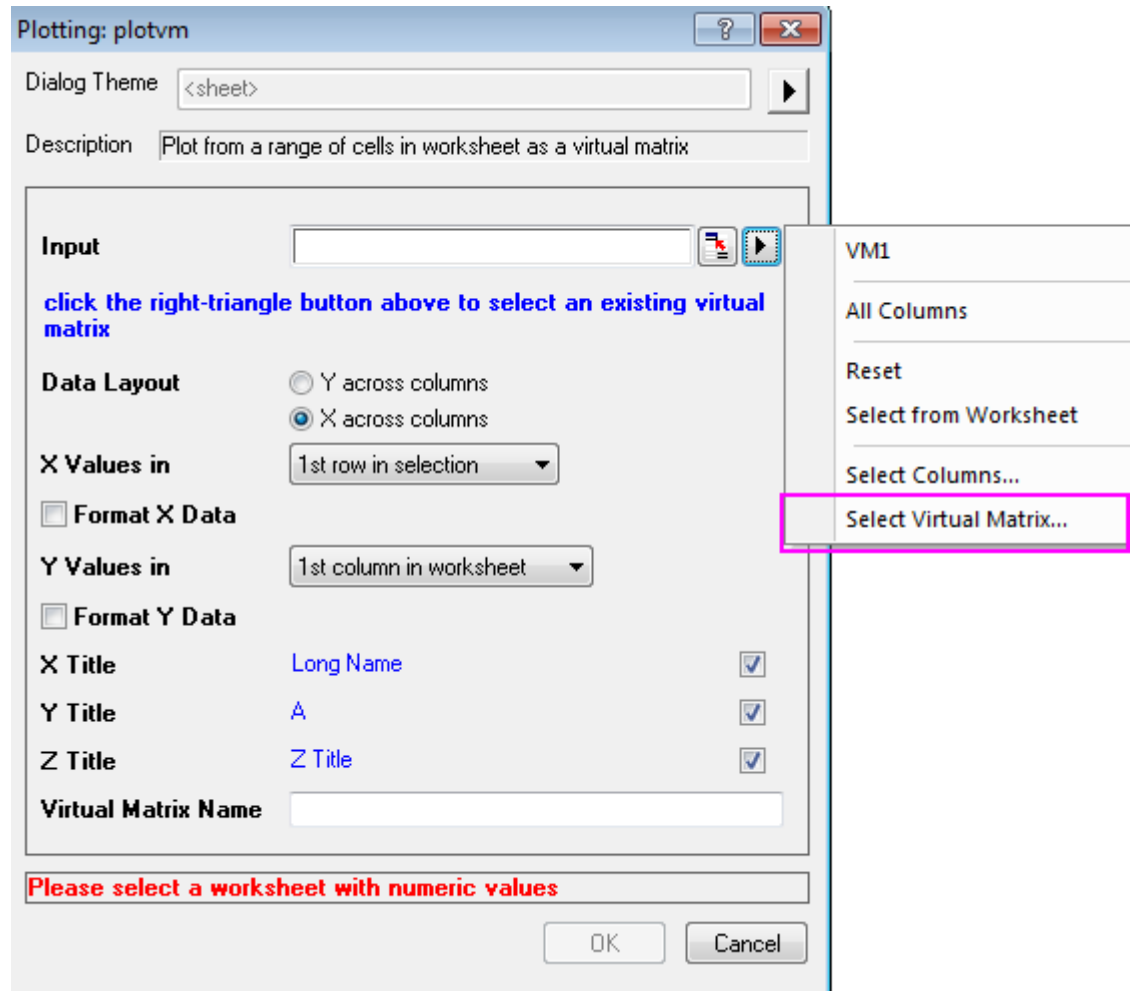 Plotting: plotvm
Dialog Theme <sheet>
Description Plot from a range of cells in worksheet as a virtual matrix
Input
click the right-triangle button above to select an existing virtual
matrix
Data Layout Y across columns
X across columns
X Values in 1st row in selection
Format X Data
Y Values in 1st column in worksheet
Format Y Data
X Title Long Name
Y Title A
Z Title Z Title
Virtual Matrix Name
Please select a worksheet with numeric values
OK Cancel
VM1
All Columns
Reset
Select from Worksheet
Select Columns...
Select Virtual Matrix...